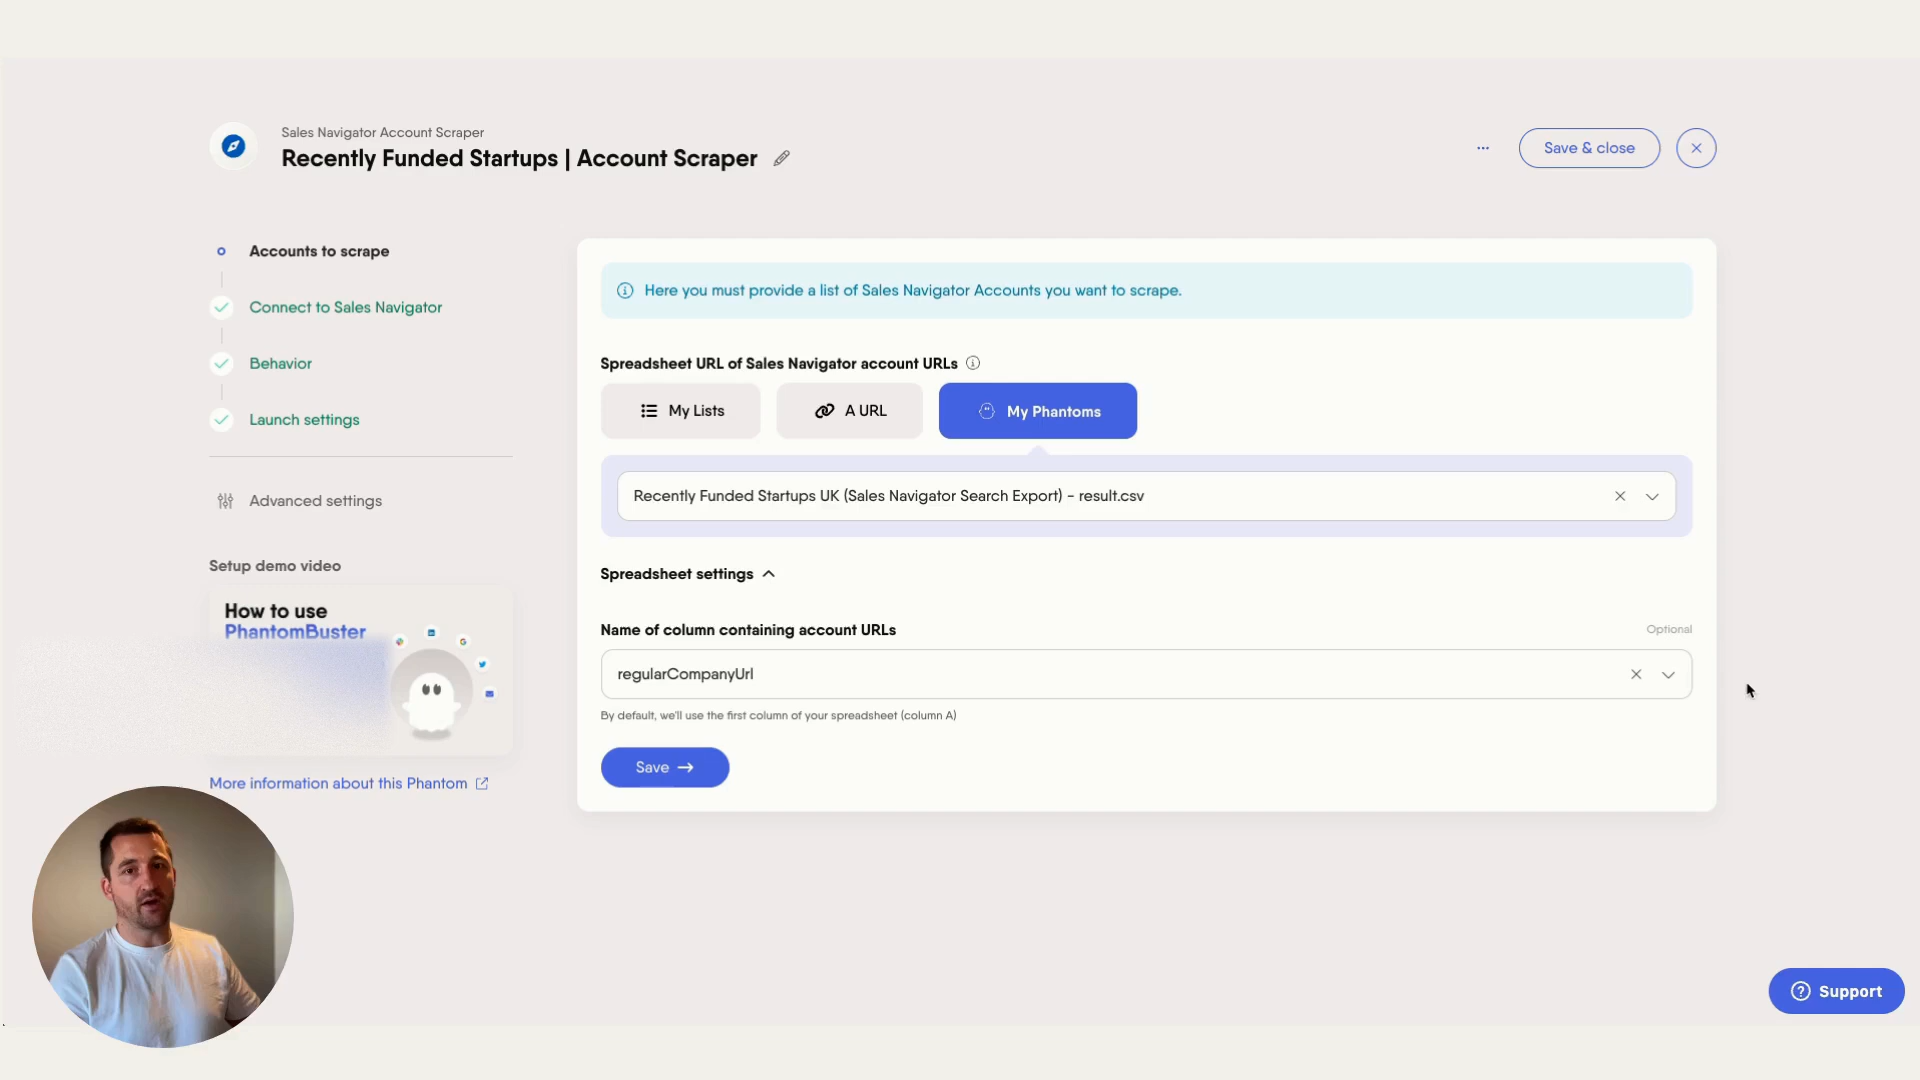 Sales Navigator Account Scraper
Recently Funded Startups | Account Scraper
...
Save & close
Accounts to scrape
Connect to Sales Navigator
Behavior
Launch settings
Advanced settings
Setup demo video
How to use
PhantomBuster
More information about this Phantom
Here you must provide a list of Sales Navigator Accounts you want to scrape.
Spreadsheet URL of Sales Navigator account URLs
My Lists
A URL
My Phantoms
Recently Funded Startups UK (Sales Navigator Search Export) - result.csv
Spreadsheet settings
Name of column containing account URLs
Optional
regularCompanyUrl
By default, we'll use the first column of your spreadsheet (column A)
Save
Support